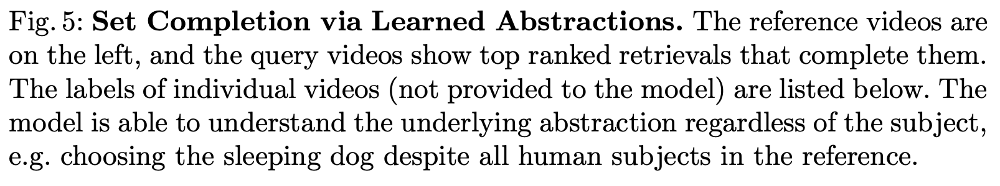 Fig. 5: Set Completion via Learned Abstractions. The reference videos are
on the left, and the query videos show top ranked retrievals that complete them.
The labels of individual videos (not provided to the model) are listed below. The
model is able to understand the underlying abstraction regardless of the subject,
e.g. choosing the sleeping dog despite all human subjects in the reference.